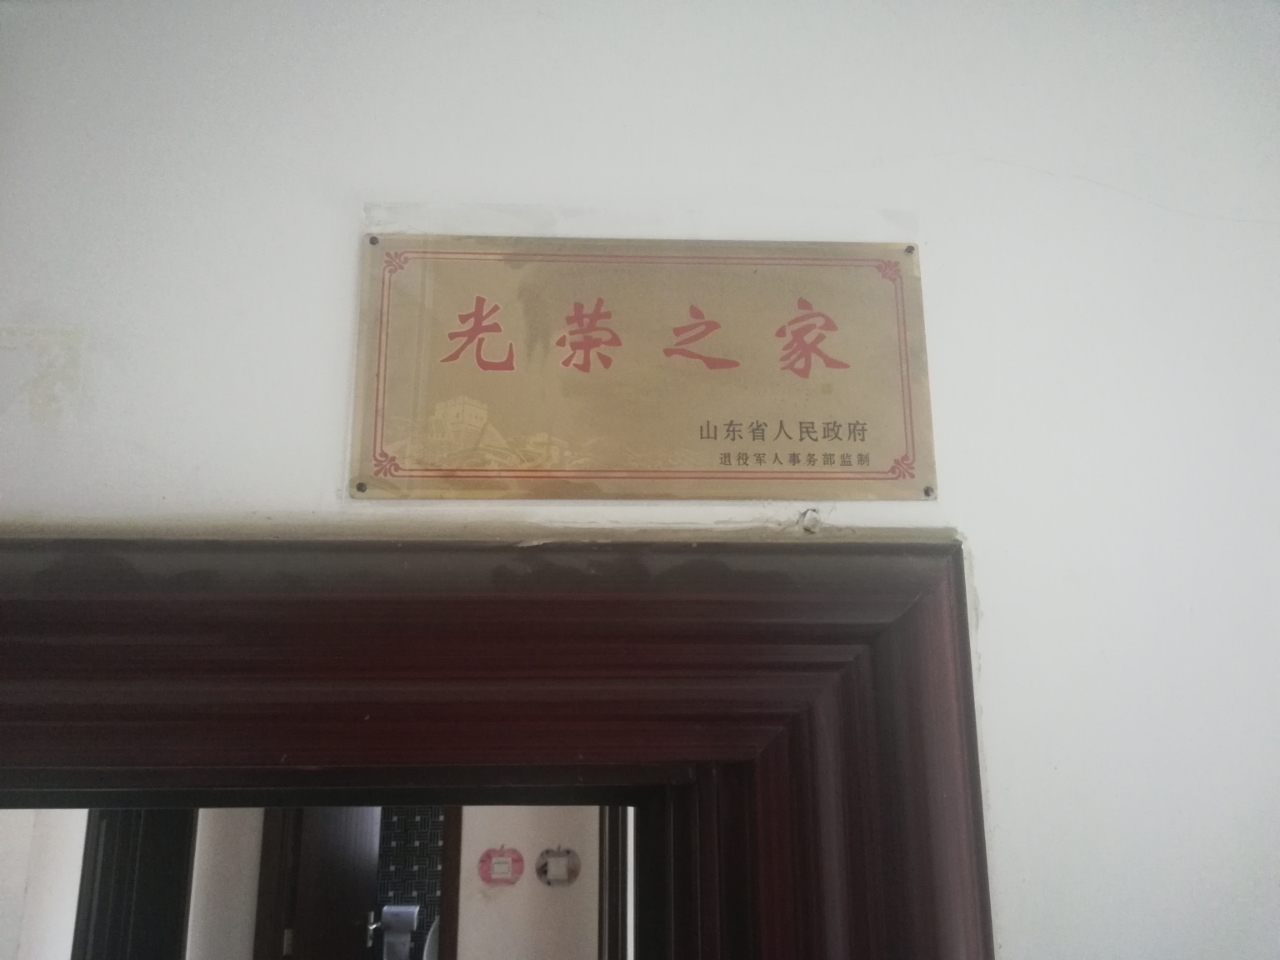 光荣之家
山东省人民政府
退役军人事务部监制